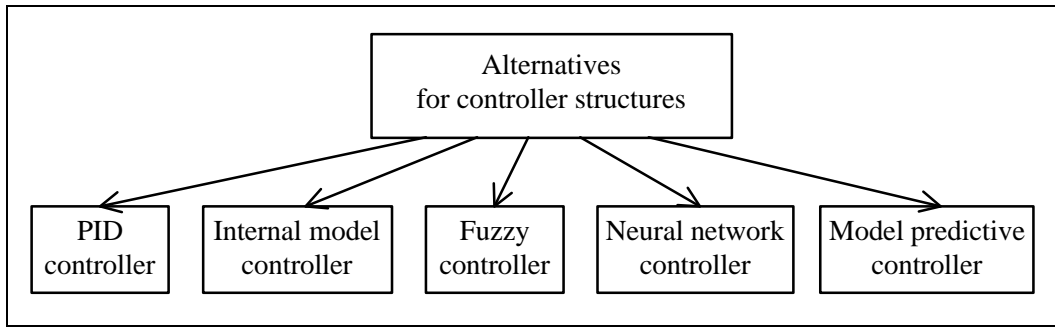 Alternatives
for controller structures
PID
controller
Internal model
controller
Fuzzy
controller
Neural network
controller
Model predictive
controller